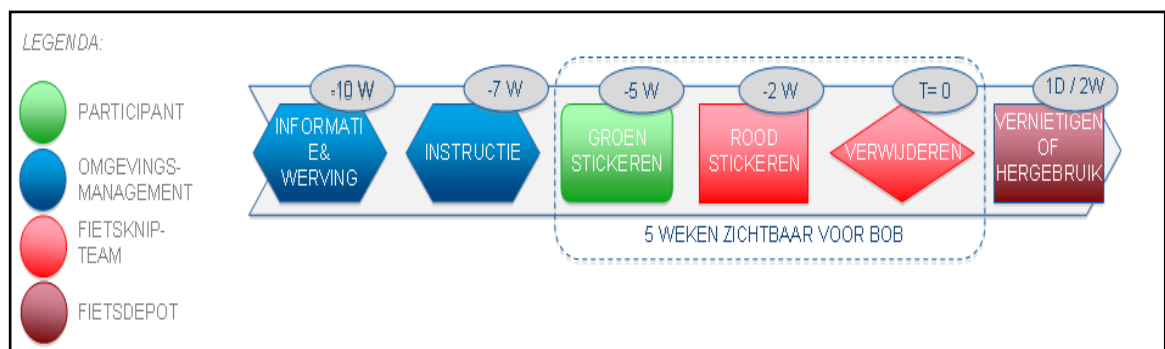 LEGENDA:
PARTICIPANT
OMGEVINGS-
MANAGEMENT
FIETSKNIP-
TEAM
FIETSDEPOT
-10 W
INFORMATI
E&
WERVING
-7 W
INSTRUCTIE
-5 W
GROEN
STICKEREN
-2 W
ROOD
STICKEREN
T= 0
VERWIJDEREN
1D / 2W
VERNIETIGEN
OF
HERGEBRUIK
5 WEKEN ZICHTBAAR VOOR BOB